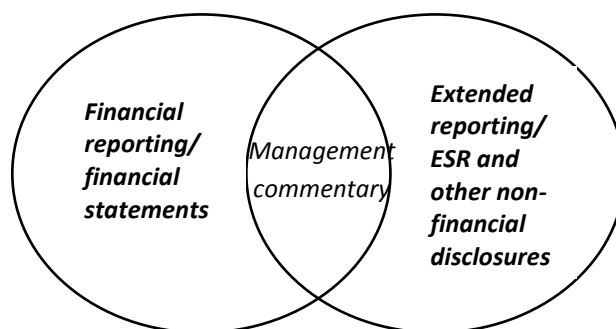 Financial
reporting/
financial
statements
Management
commentary
Extended
reporting/
ESR and
other non-
financial
disclosures